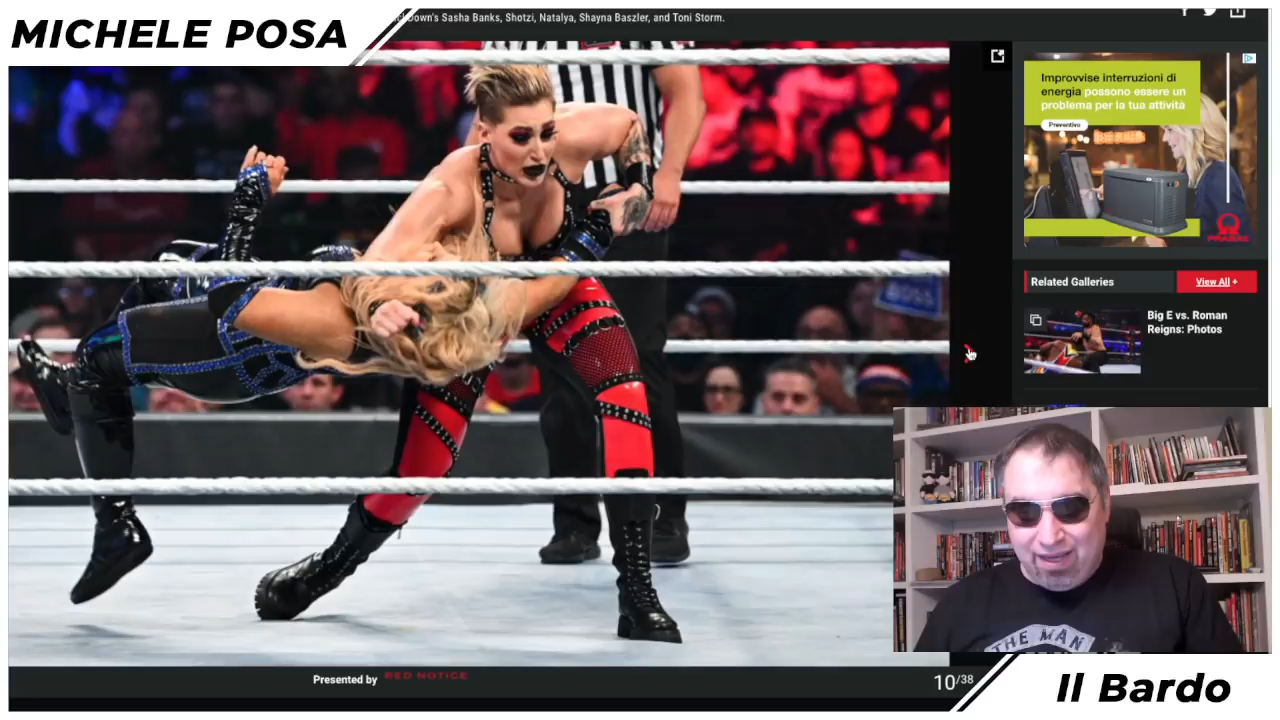 MICHELE POSA
Down's Sasha Banks, Shotzi, Natalya, Shayna Baszler, and Toni Storm.
Improvvise interruzioni di
energia possono essere un
problema per la tua attività
Preventivo
PRAMAC
Related Galleries
View All +
Big E vs. Roman
Reigns: Photos
BOSS
THE MAN
Presented by
RED NOTICE
10/38
Il Bardo